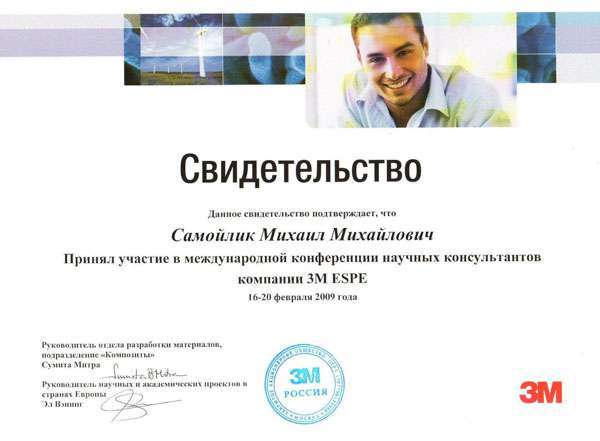 Свидетельство
Данное свидетельство подтверждает, что
Самойлик Михаил Михайлович
Принял участие в международной конференции научных консультантов
компании 3М ESPE
16-20 февраля 2009 года
Руководитель отдела разработки материалов,
подразделение «Композиты»
Сумита Митра
Руководитель научных и академических проектов в
странах Европы
Эл Вэнинг
3M
РОССИЯ
3M